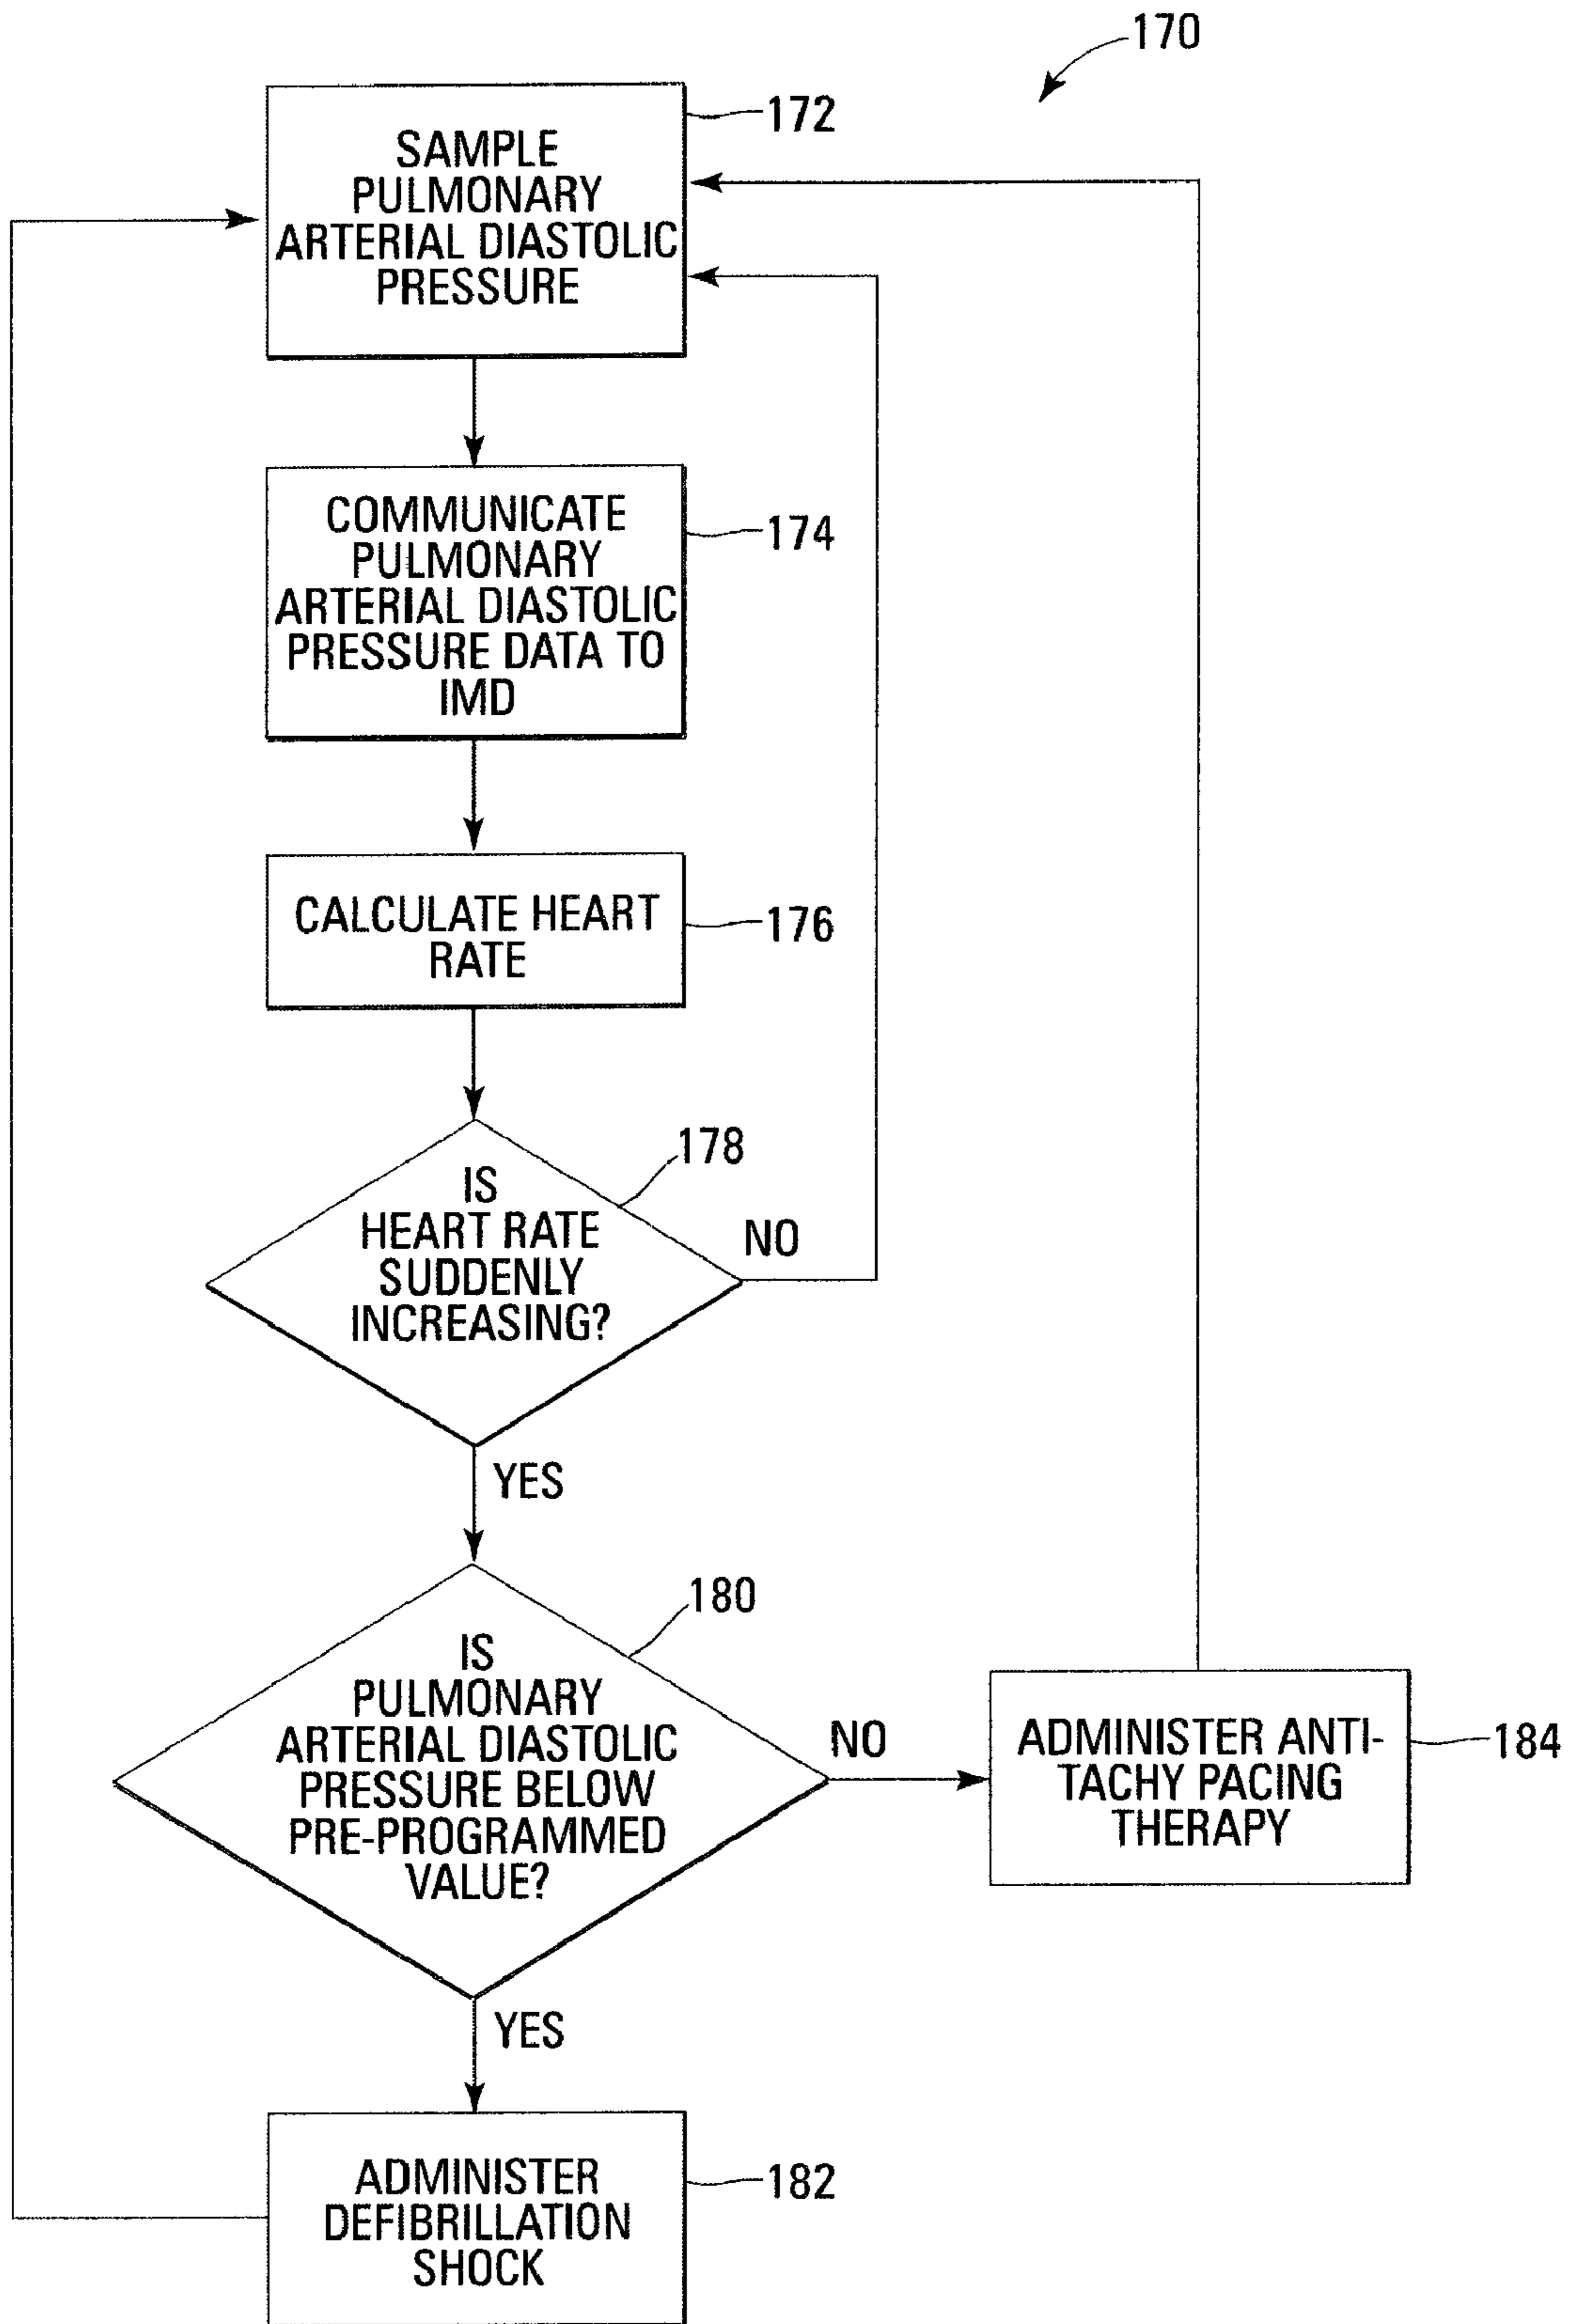 170
SAMPLE
PULMONARY
ARTERIAL DIASTOLIC
PRESSURE
172
COMMUNICATE
PULMONARY
ARTERIAL DIASTOLIC
PRESSURE DATA TO
IMD
174
CALCULATE HEART
RATE
176
IS
HEART RATE
SUDDENLY
INCREASING?
178
NO
YES
IS
PULMONARY
ARTERIAL DIASTOLIC
PRESSURE BELOW
PRE-PROGRAMMED
VALUE?
180
NO
ADMINISTER ANTI-
TACHY PACING
THERAPY
184
YES
ADMINISTER
DEFIBRILLATION
SHOCK
182